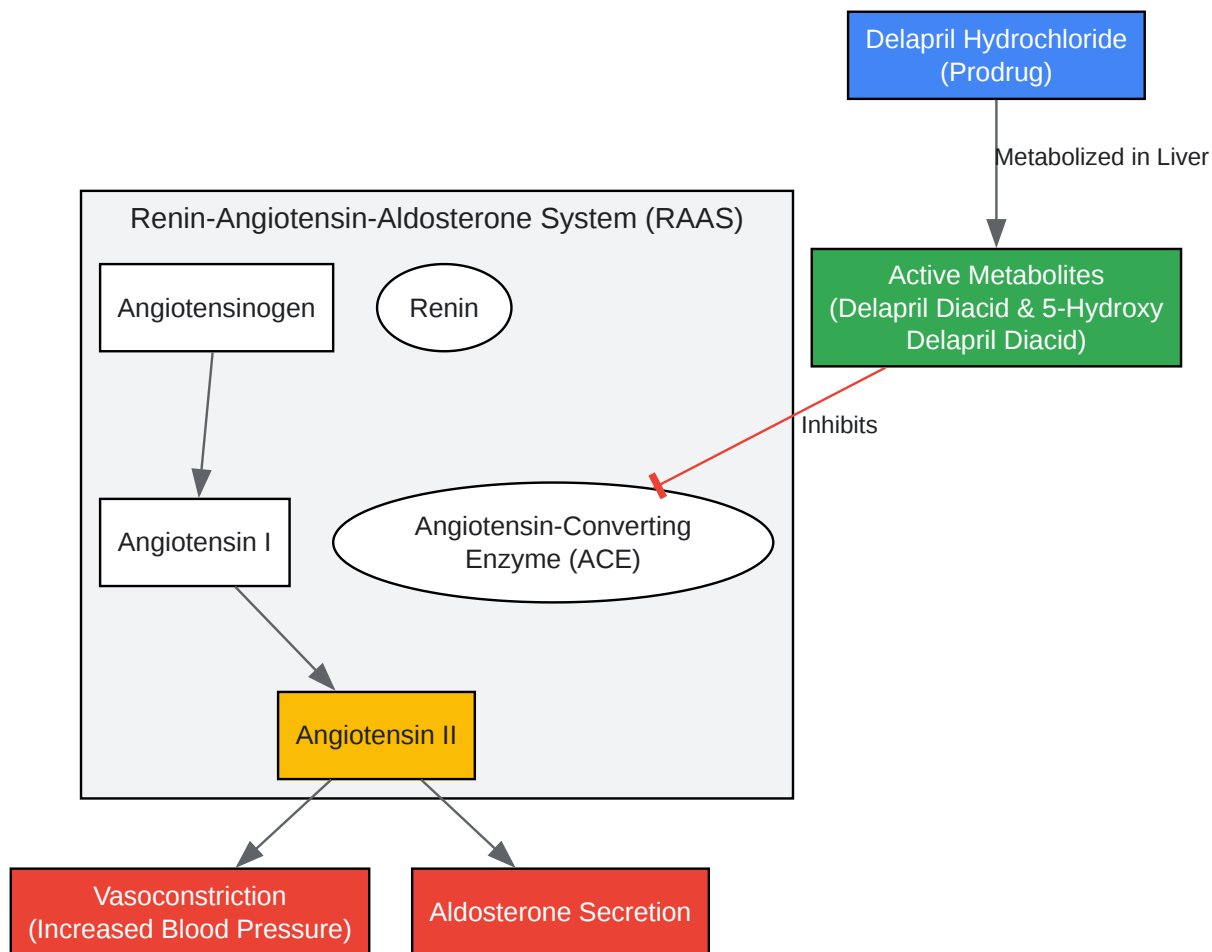 Delapril Hydrochloride
(Prodrug)
Metabolized in Liver
Renin-Angiotensin-Aldosterone System (RAAS)
Angiotensinogen
Renin
Active Metabolites
(Delapril Diacid & 5-Hydroxy
Delapril Diacid)
Inhibits
Angiotensin I
Angiotensin-Converting
Enzyme (ACE)
Angiotensin II
Vasoconstriction
(Increased Blood Pressure)
Aldosterone Secretion